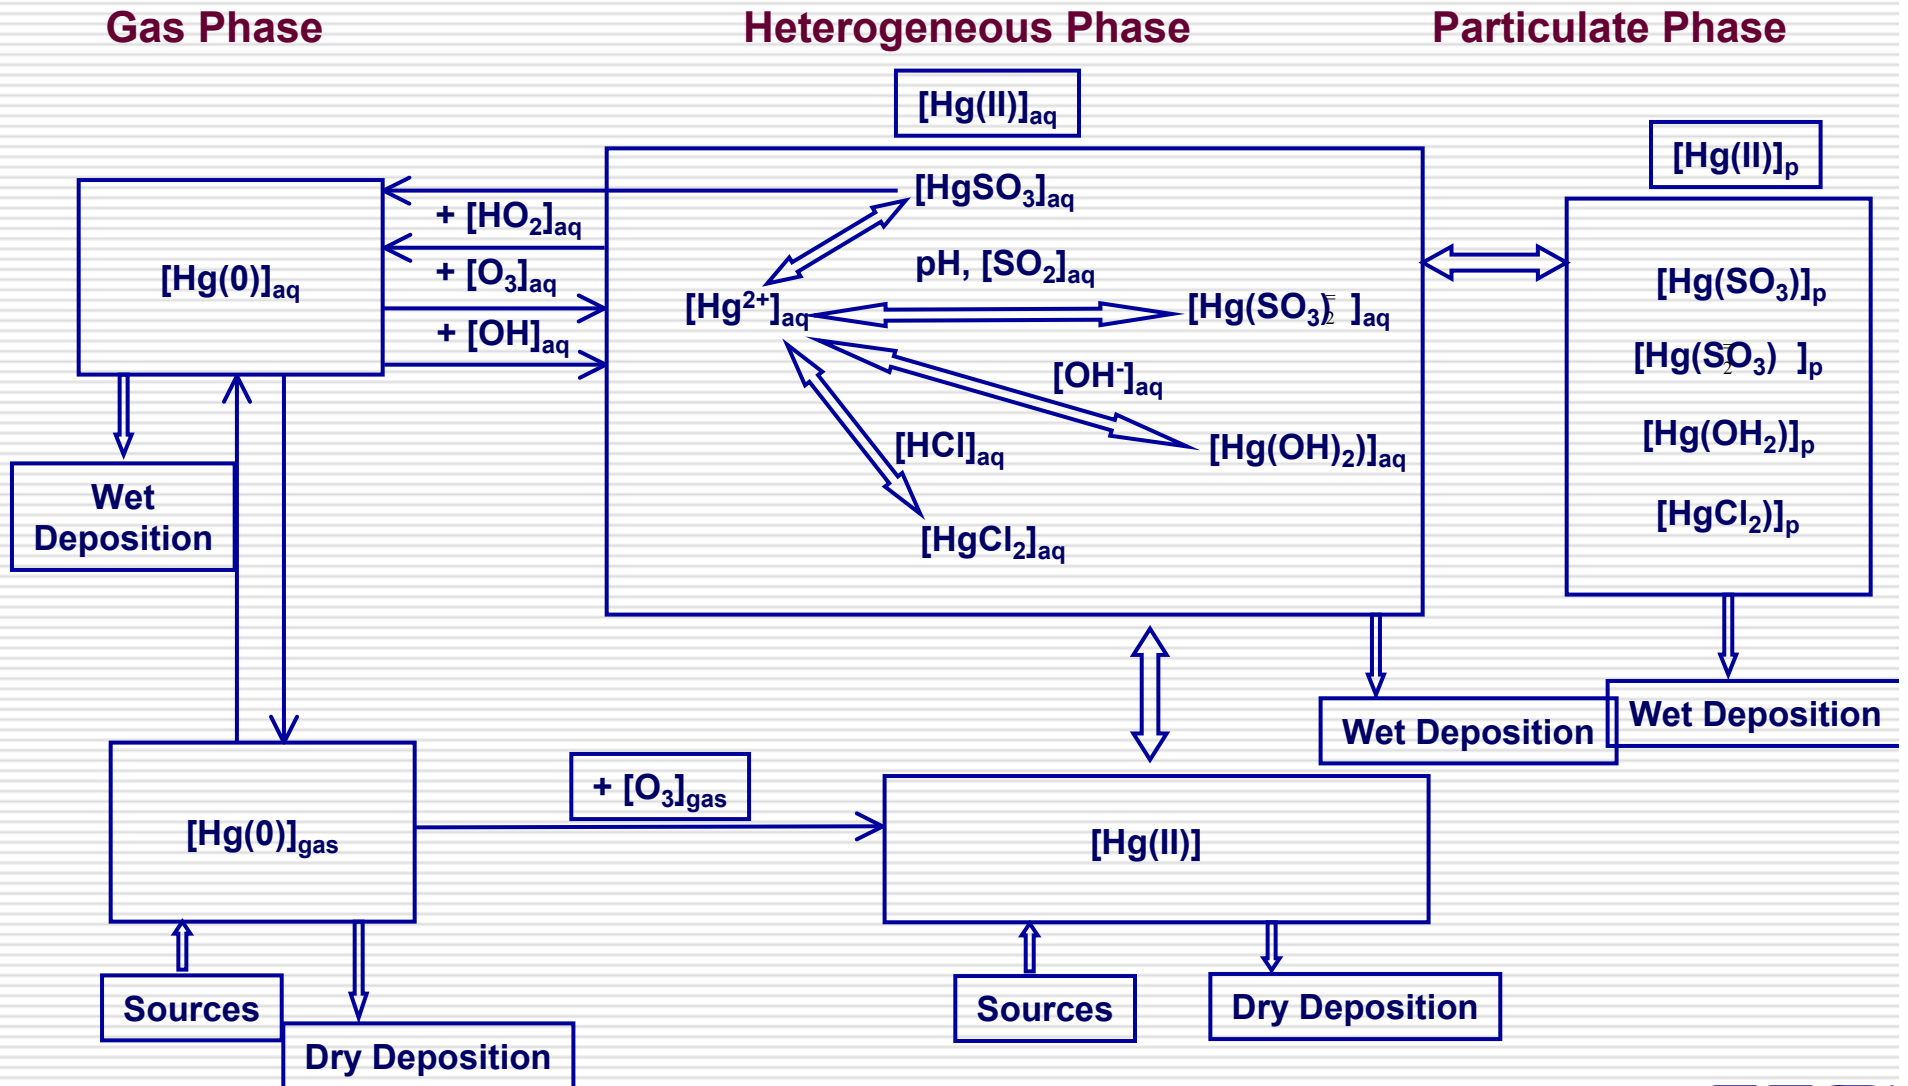 Gas Phase
Heterogeneous Phase
Particulate Phase
[Hg(II)]aq
[Hg(II)]p
[HgSO3]aq
+ [HO2]aq
+ [O3]aq
+ [OH]aq
[Hg(0)]aq
pH, [SO2]aq
[Hg2+]aq
[Hg(SO3)2= ]aq
[OH-]aq
[HCl]aq
[Hg(OH)2)]aq
[HgCl2]aq
[Hg(SO3)]p
[Hg(SO3)2= ]p
[Hg(OH2)]p
[HgCl2)]p
Wet
Deposition
Wet Deposition
Wet Deposition
+ [O3]gas
[Hg(0)]gas
[Hg(II)]
Sources
Dry Deposition
Sources
Dry Deposition